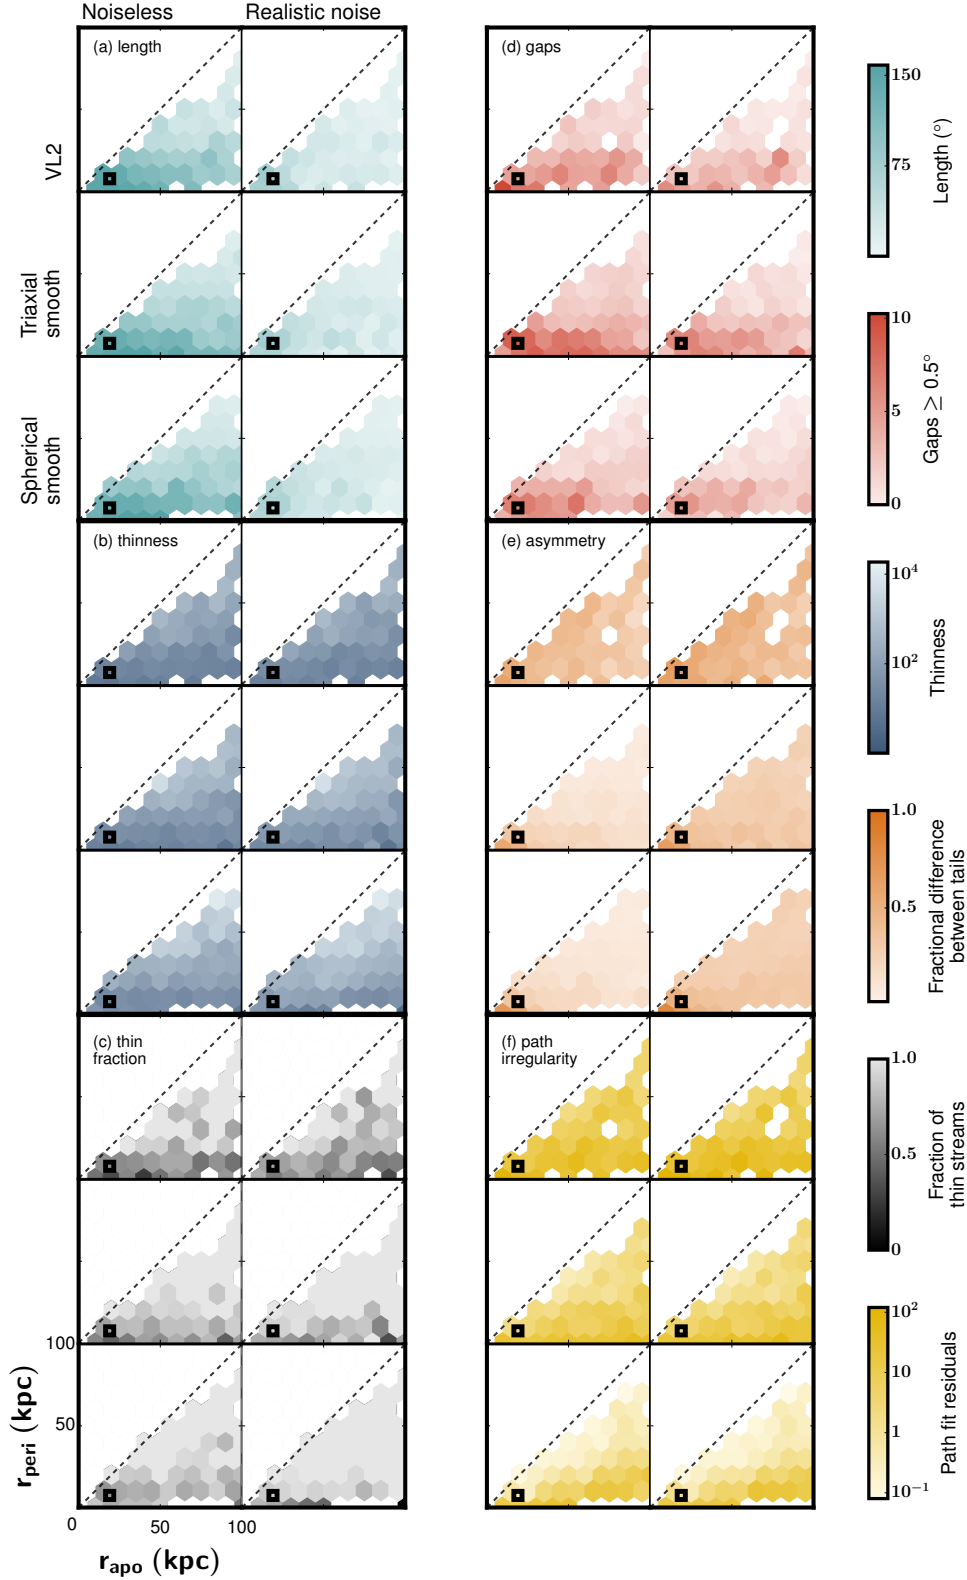 Noiseless
Realistic noise
(a) length
(d) gaps
VL2
Triaxial
smooth
Spherical
smooth
(b) thinness
(e) asymmetry
(c) thin
fraction
(f) path
irregularity
150
75
Length (°)
10
5
0
Gaps ≥ 0.5°
10⁴
10²
Thinness
1.0
0.5
Fractional difference
between tails
1.0
0.5
0
Fraction of
thin streams
10²
10
1
10⁻¹
Path fit residuals
100
50
r_peri (kpc)
0
50
100
r_apo (kpc)